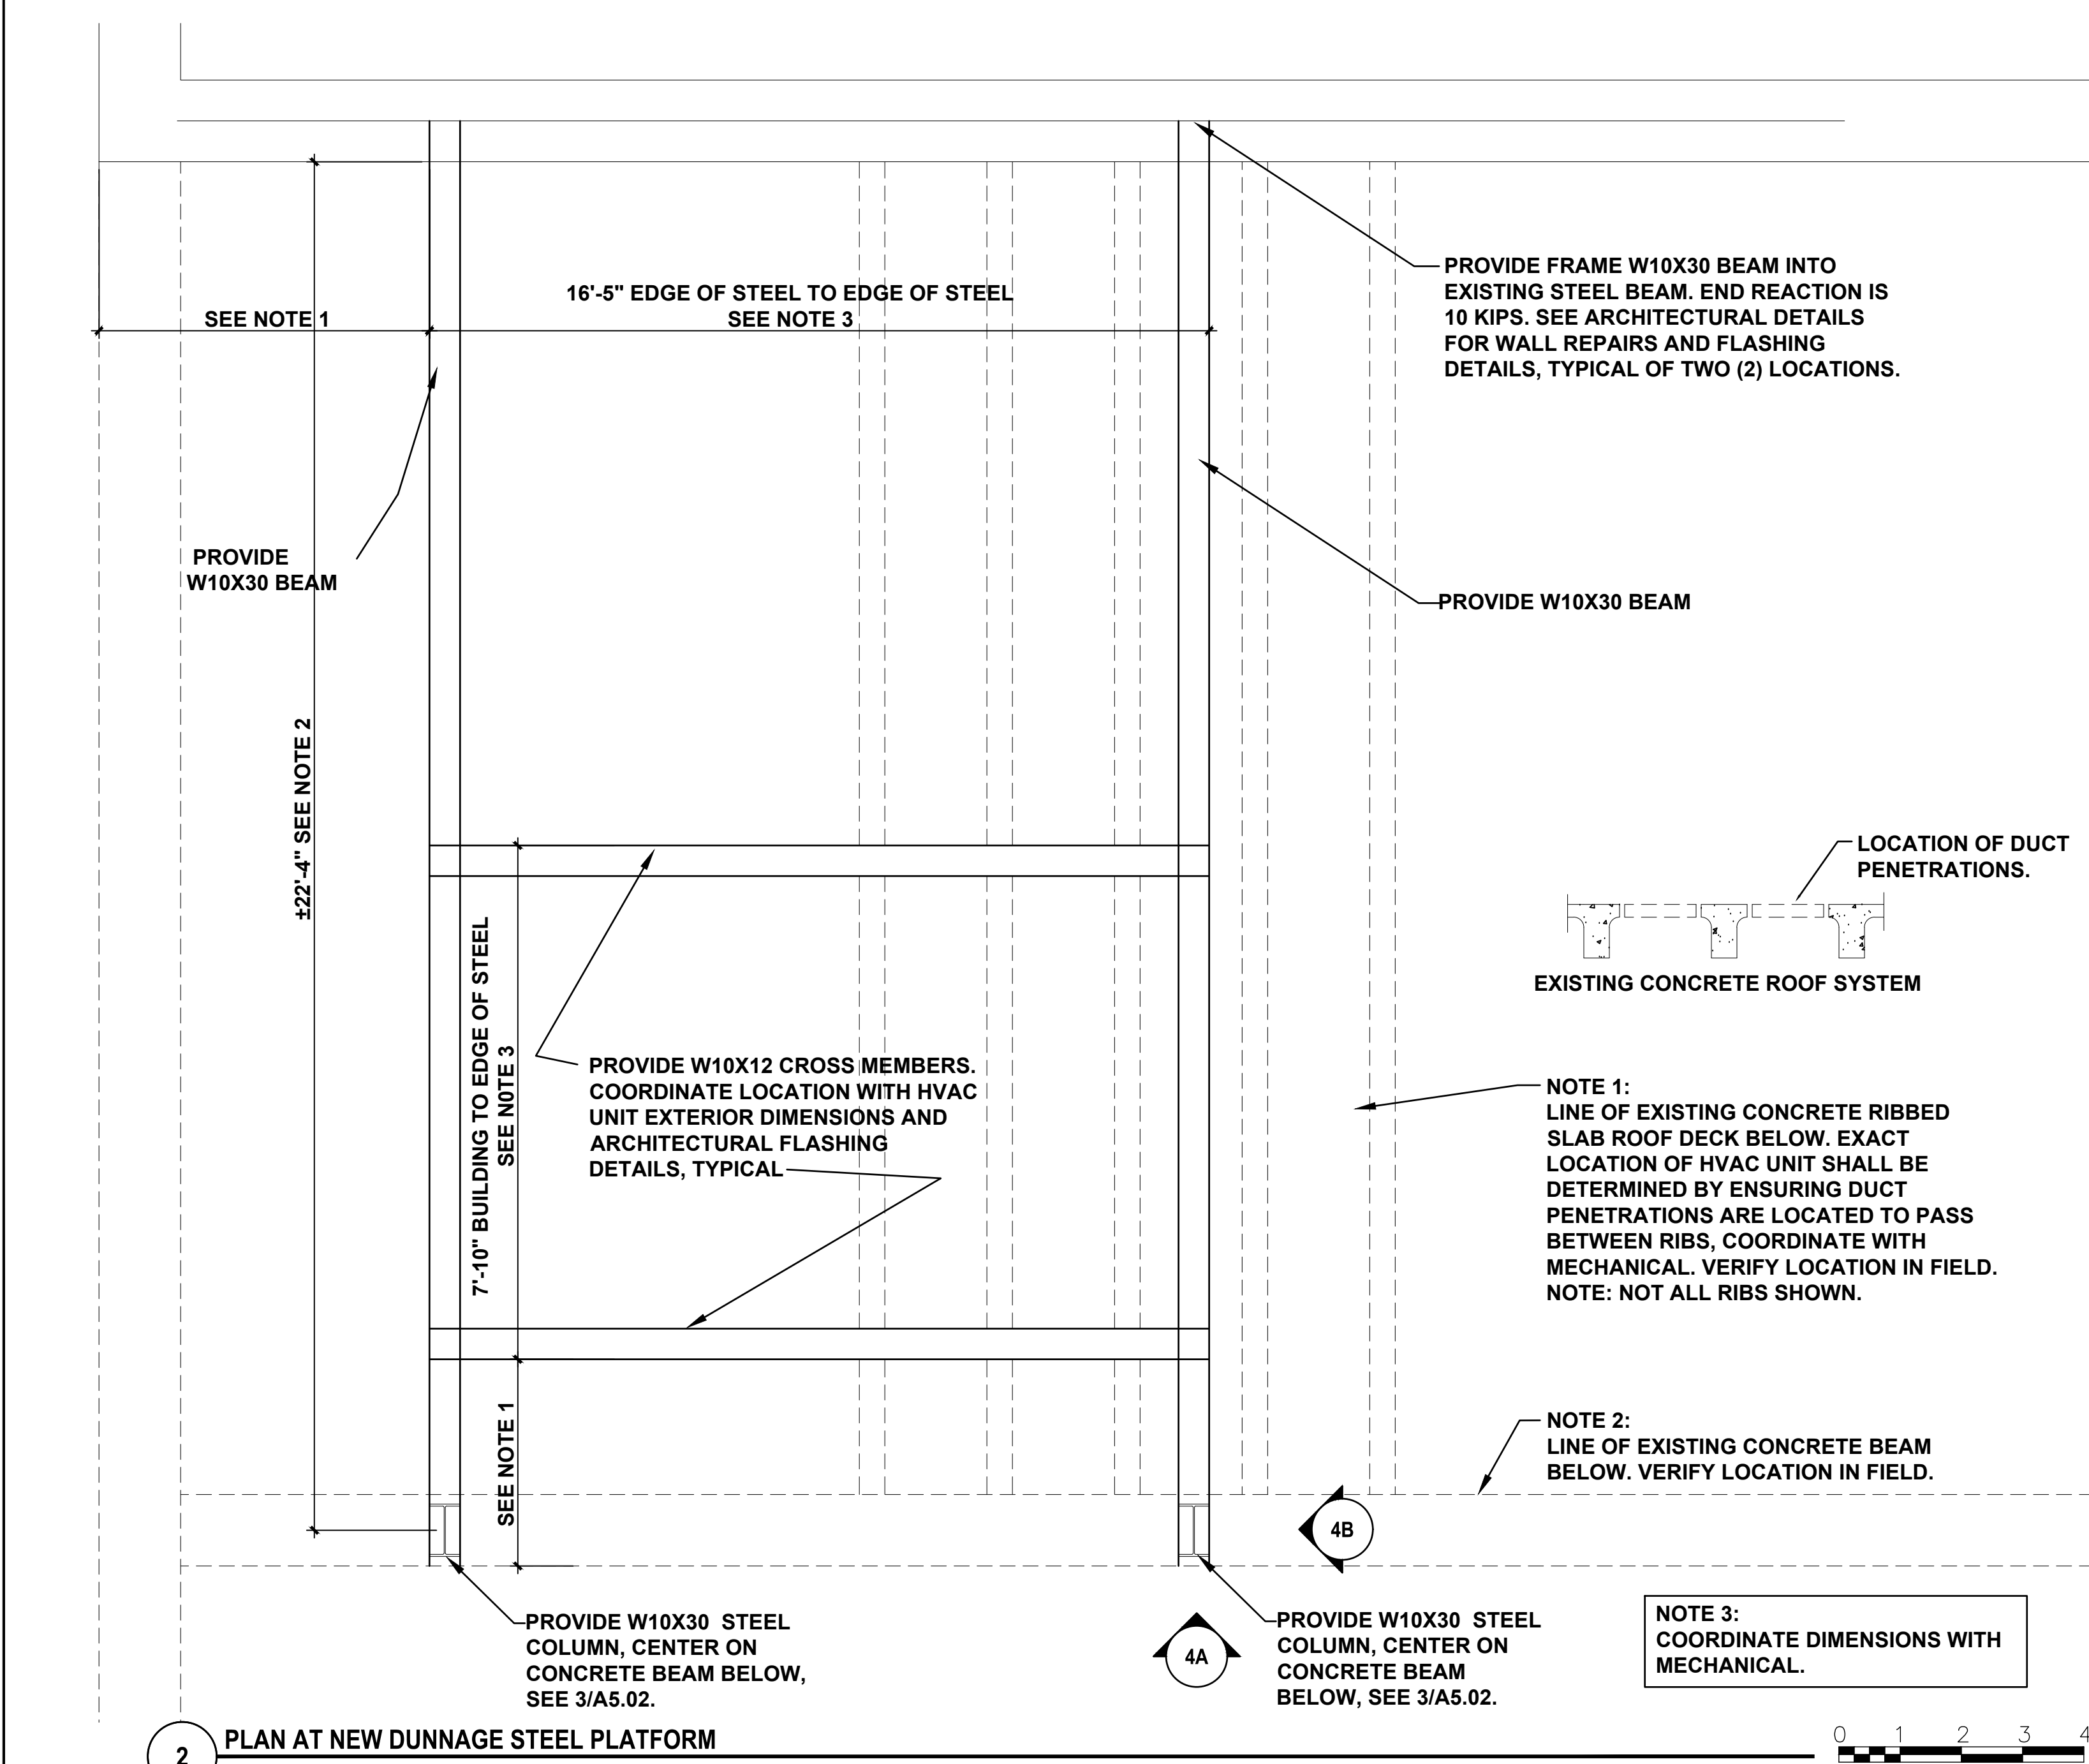 16'-5" EDGE OF STEEL TO EDGE OF STEEL
SEE NOTE 3
SEE NOTE 1
PROVIDE FRAME W10X30 BEAM INTO
EXISTING STEEL BEAM. END REACTION IS
10 KIPS. SEE ARCHITECTURAL DETAILS
FOR WALL REPAIRS AND FLASHING
DETAILS, TYPICAL OF TWO (2) LOCATIONS.
PROVIDE
W10X30 BEAM
PROVIDE W10X30 BEAM
±22'-4" SEE NOTE 2
LOCATION OF DUCT
PENETRATIONS.
EXISTING CONCRETE ROOF SYSTEM
7'-10" BUILDING TO EDGE OF STEEL
SEE N0TE 3
PROVIDE W10X12 CROSS MEMBERS.
COORDINATE LOCATION WITH HVAC
UNIT EXTERIOR DIMENSIONS AND
ARCHITECTURAL FLASHING
DETAILS, TYPICAL
NOTE 1:
LINE OF EXISTING CONCRETE RIBBED
SLAB ROOF DECK BELOW. EXACT
LOCATION OF HVAC UNIT SHALL BE
DETERMINED BY ENSURING DUCT
PENETRATIONS ARE LOCATED TO PASS
BETWEEN RIBS, COORDINATE WITH
MECHANICAL. VERIFY LOCATION IN FIELD.
NOTE: NOT ALL RIBS SHOWN.
SEE NOTE 1
NOTE 2:
LINE OF EXISTING CONCRETE BEAM
BELOW. VERIFY LOCATION IN FIELD.
4B
PROVIDE W10X30 STEEL
COLUMN, CENTER ON
CONCRETE BEAM BELOW,
SEE 3/A5.02.
4A
PROVIDE W10X30 STEEL
COLUMN, CENTER ON
CONCRETE BEAM
BELOW, SEE 3/A5.02.
NOTE 3:
COORDINATE DIMENSIONS WITH
MECHANICAL.
2 PLAN AT NEW DUNNAGE STEEL PLATFORM
0 1 2 3 4